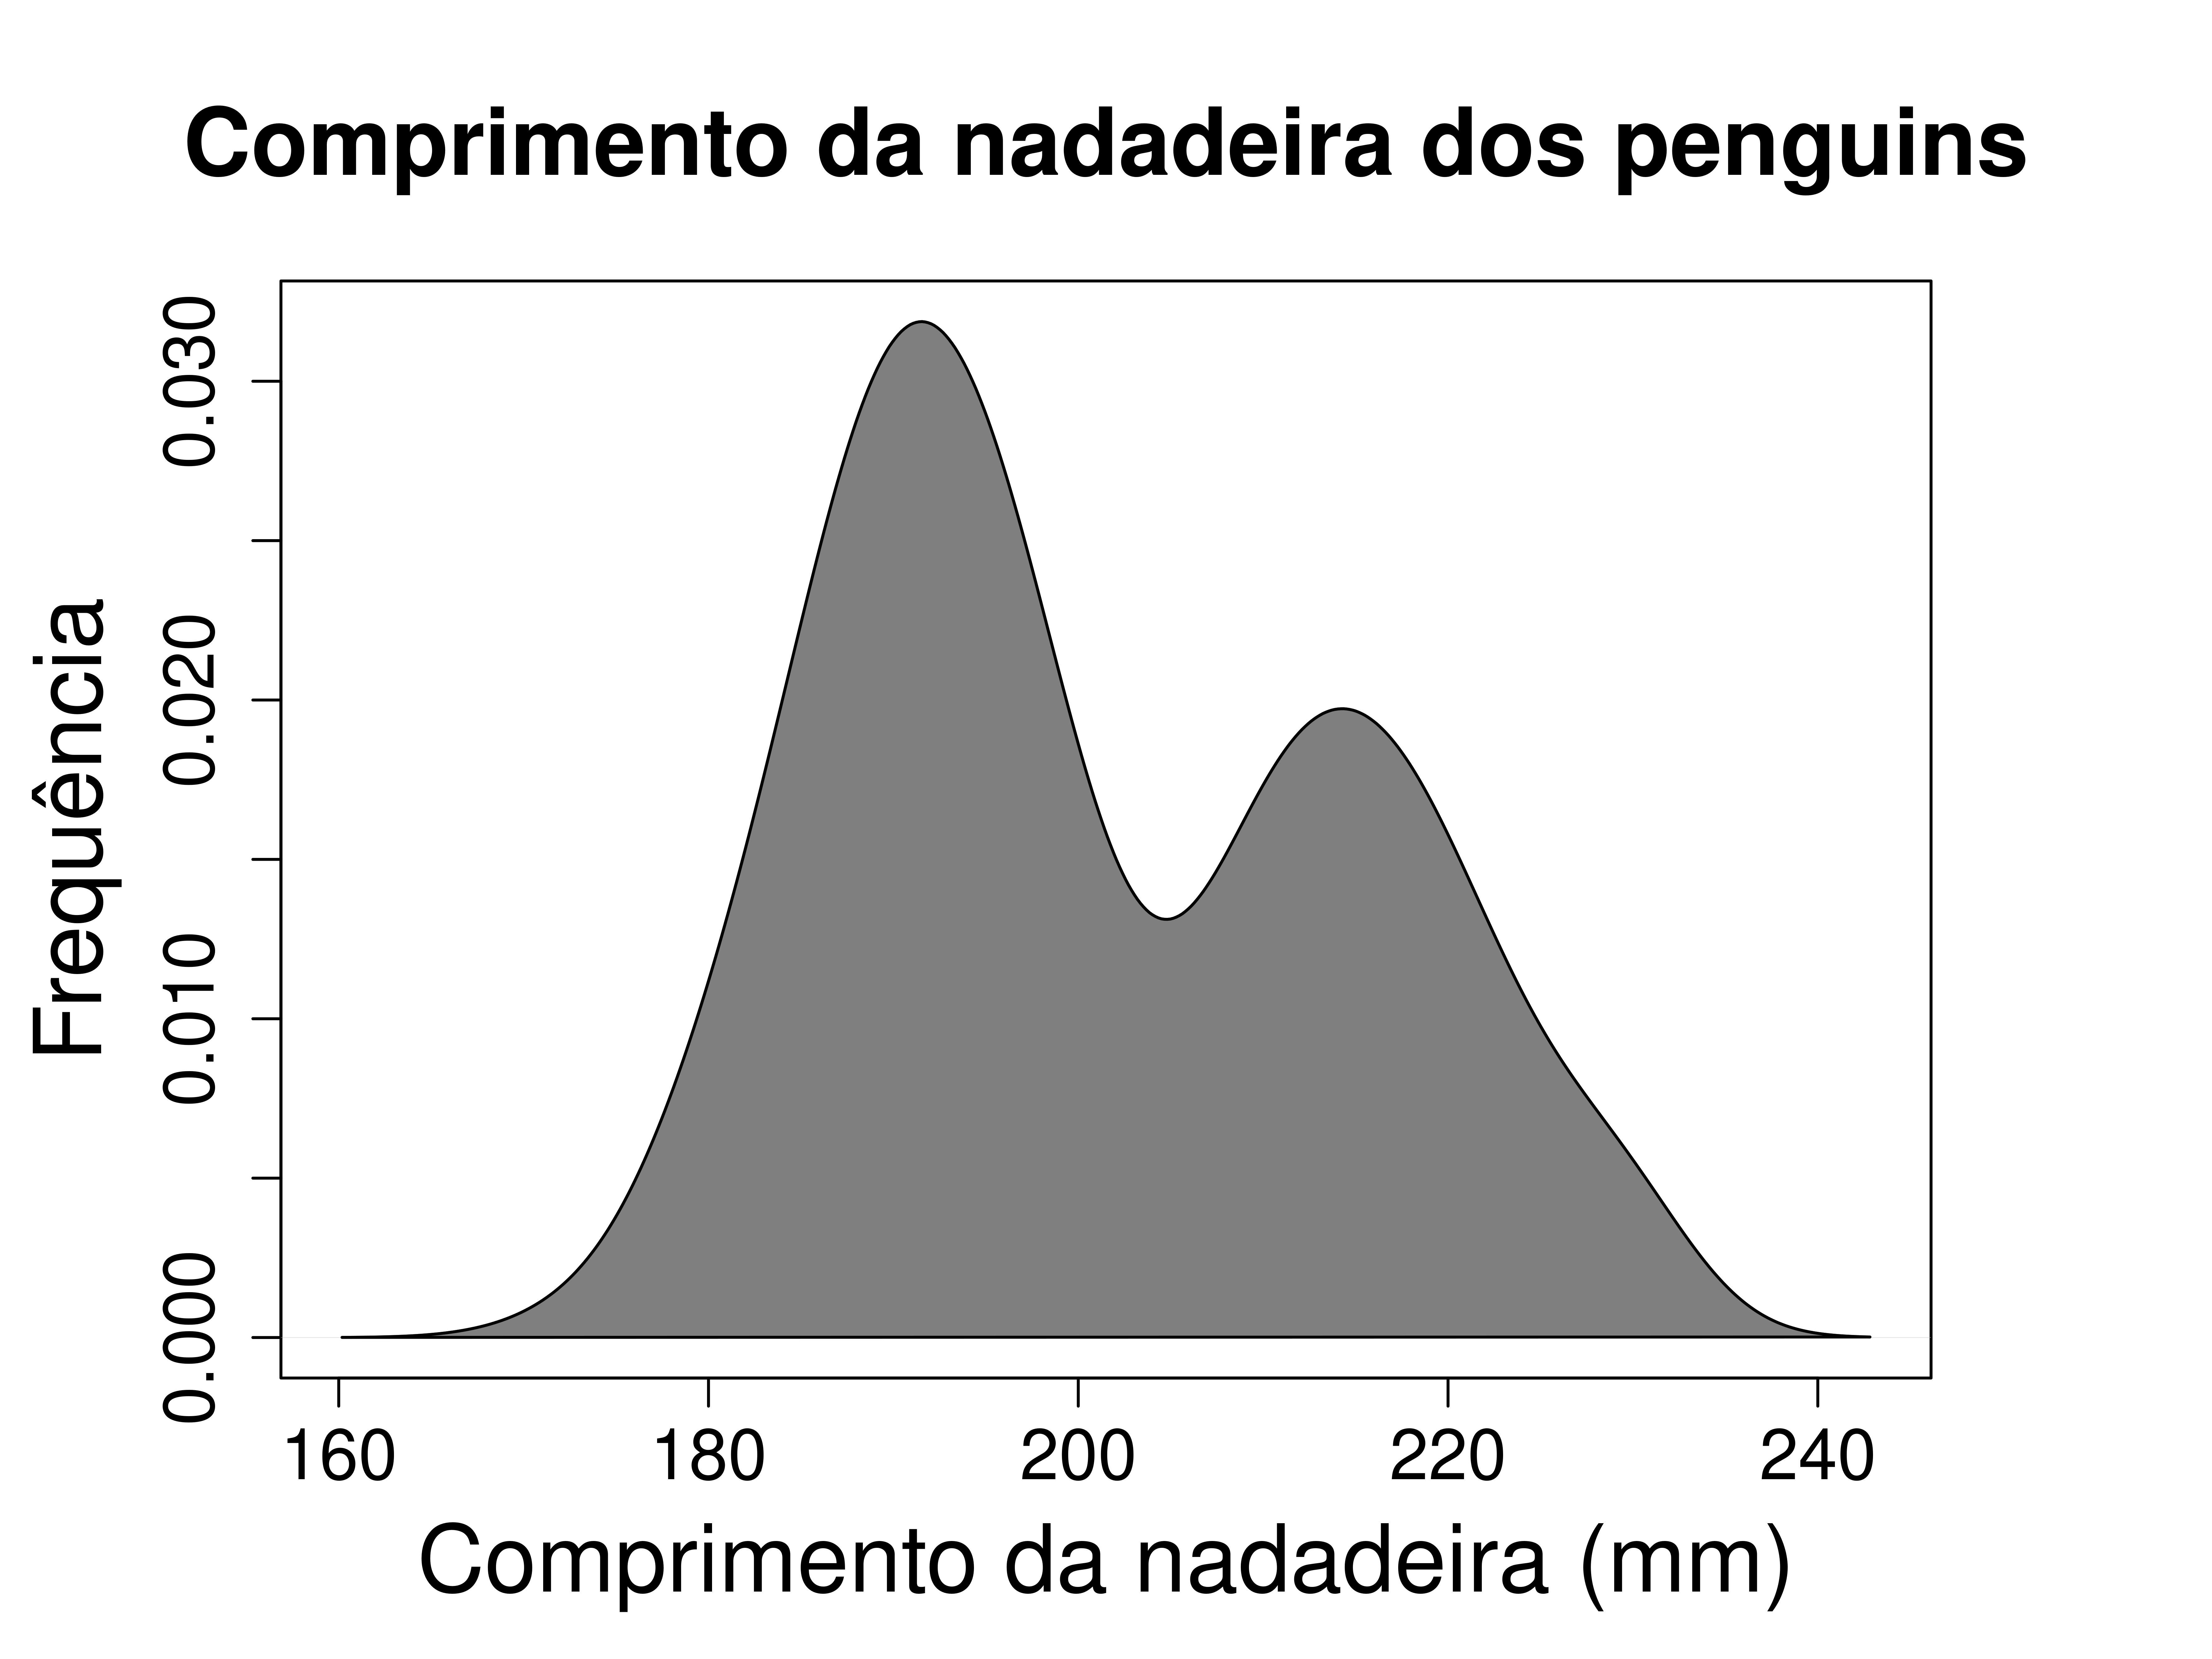 Comprimento da nadadeira dos penguins
Frequência
0.030
0.020
0.010
0.000
160 180 200 220 240
Comprimento da nadadeira (mm)